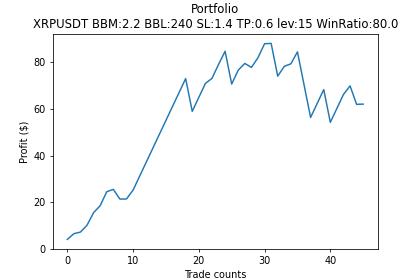 Portfolio
XRPUSDT BBM:2.2 BBL:240 SL:1.4 TP:0.6 lev:15 WinRatio:80.0
80
60
40
20
0
Profit ($)
0 10 20 30 40
Trade counts